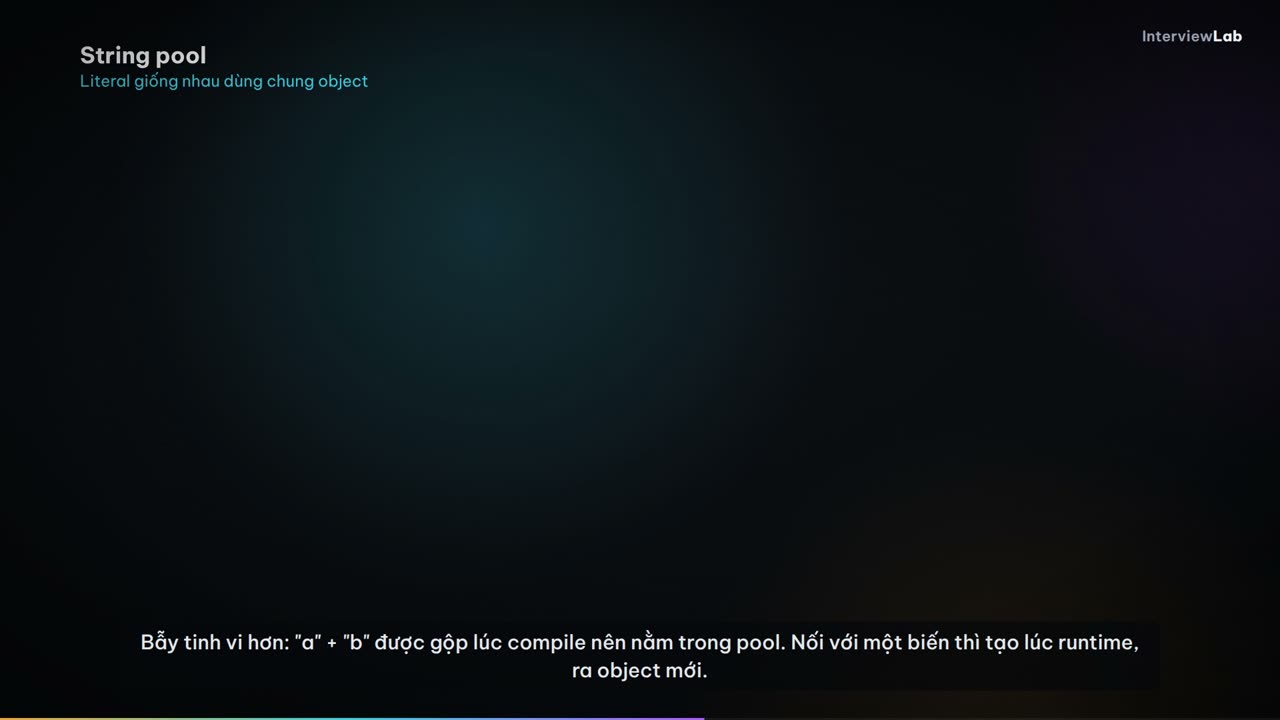 String pool
Literal giống nhau dùng chung object
InterviewLab
Bẫy tinh vi hơn: "a" + "b" được gộp lúc compile nên nằm trong pool. Nối với một biến thì tạo lúc runtime,
ra object mới.